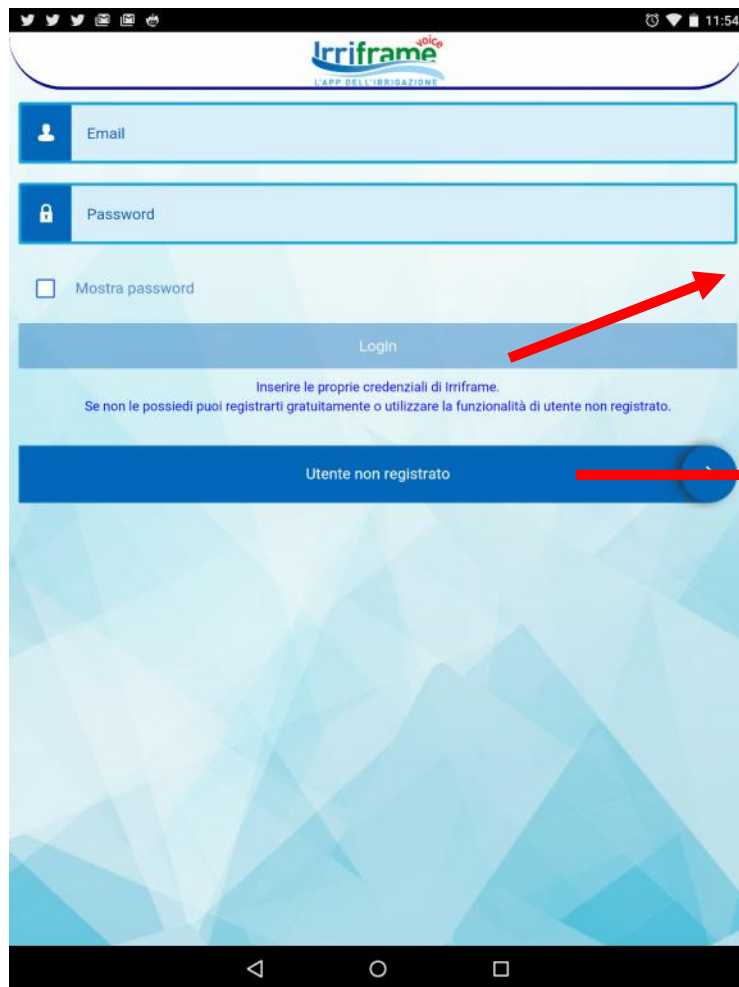 11:54
Irriframe voice
L'APP DELL'IRRIGAZIONE
Email
Password
Mostra password
Login
Inserire le proprie credenziali di Irriframe.
Se non le possiedi puoi registrarti gratuitamente o utilizzare la funzionalità di utente non registrato.
Utente non registrato